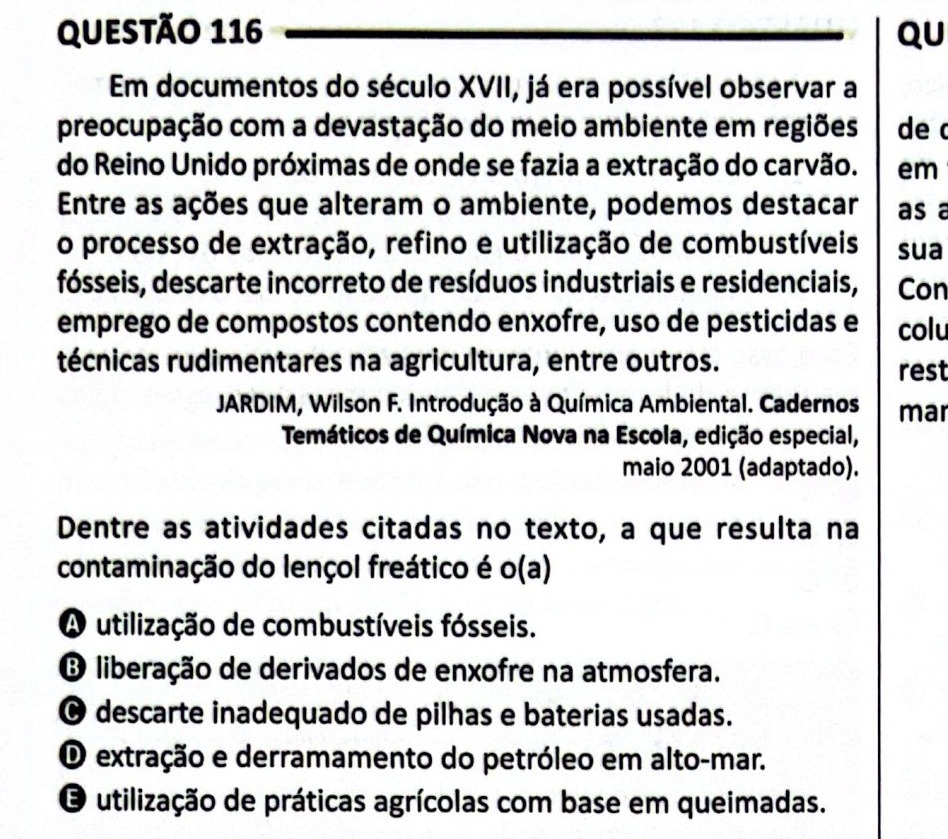 QUESTÃO 116
Em documentos do século XVII, já era possível observar a
preocupação com a devastação do meio ambiente em regiões
do Reino Unido próximas de onde se fazia a extração do carvão.
Entre as ações que alteram o ambiente, podemos destacar
o processo de extração, refino e utilização de combustíveis
fósseis, descarte incorreto de resíduos industriais e residenciais,
emprego de compostos contendo enxofre, uso de pesticidas e
técnicas rudimentares na agricultura, entre outros.
JARDIM, Wilson F. Introdução à Química Ambiental. Cadernos
Temáticos de Química Nova na Escola, edição especial,
maio 2001 (adaptado).
Dentre as atividades citadas no texto, a que resulta na
contaminação do lençol freático é o(a)
A utilização de combustíveis fósseis.
B liberação de derivados de enxofre na atmosfera.
C descarte inadequado de pilhas e baterias usadas.
D extração e derramamento do petróleo em alto-mar.
E utilização de práticas agrícolas com base em queimadas.
QU
de
em
as a
sua
Con
colu
rest
mar